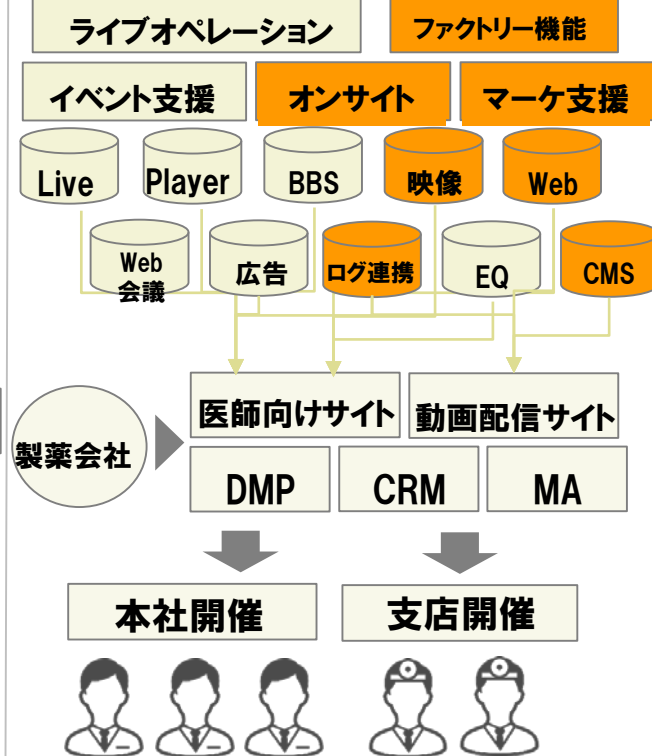 ライブオペレーション
ファクトリー機能
イベント支援
オンサイト
マーケ支援
Live
Player
BBS
映像
Web
Web
会議
広告
ログ連携
EQ
CMS
製薬会社
医師向けサイト
動画配信サイト
DMP
CRM
MA
本社開催
支店開催